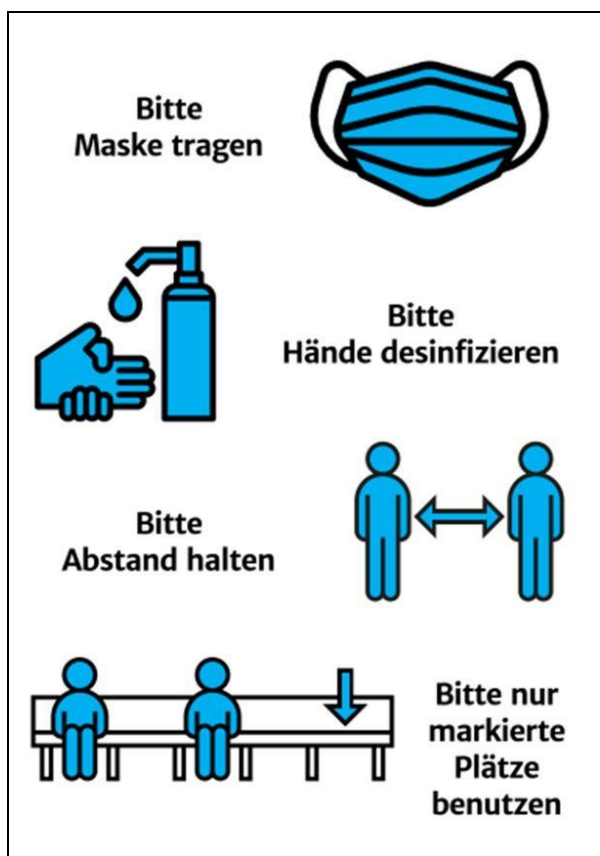 Bitte
Maske tragen
Bitte
Hände desinfizieren
Bitte
Abstand halten
Bitte nur
markierte
Plätze
benutzen